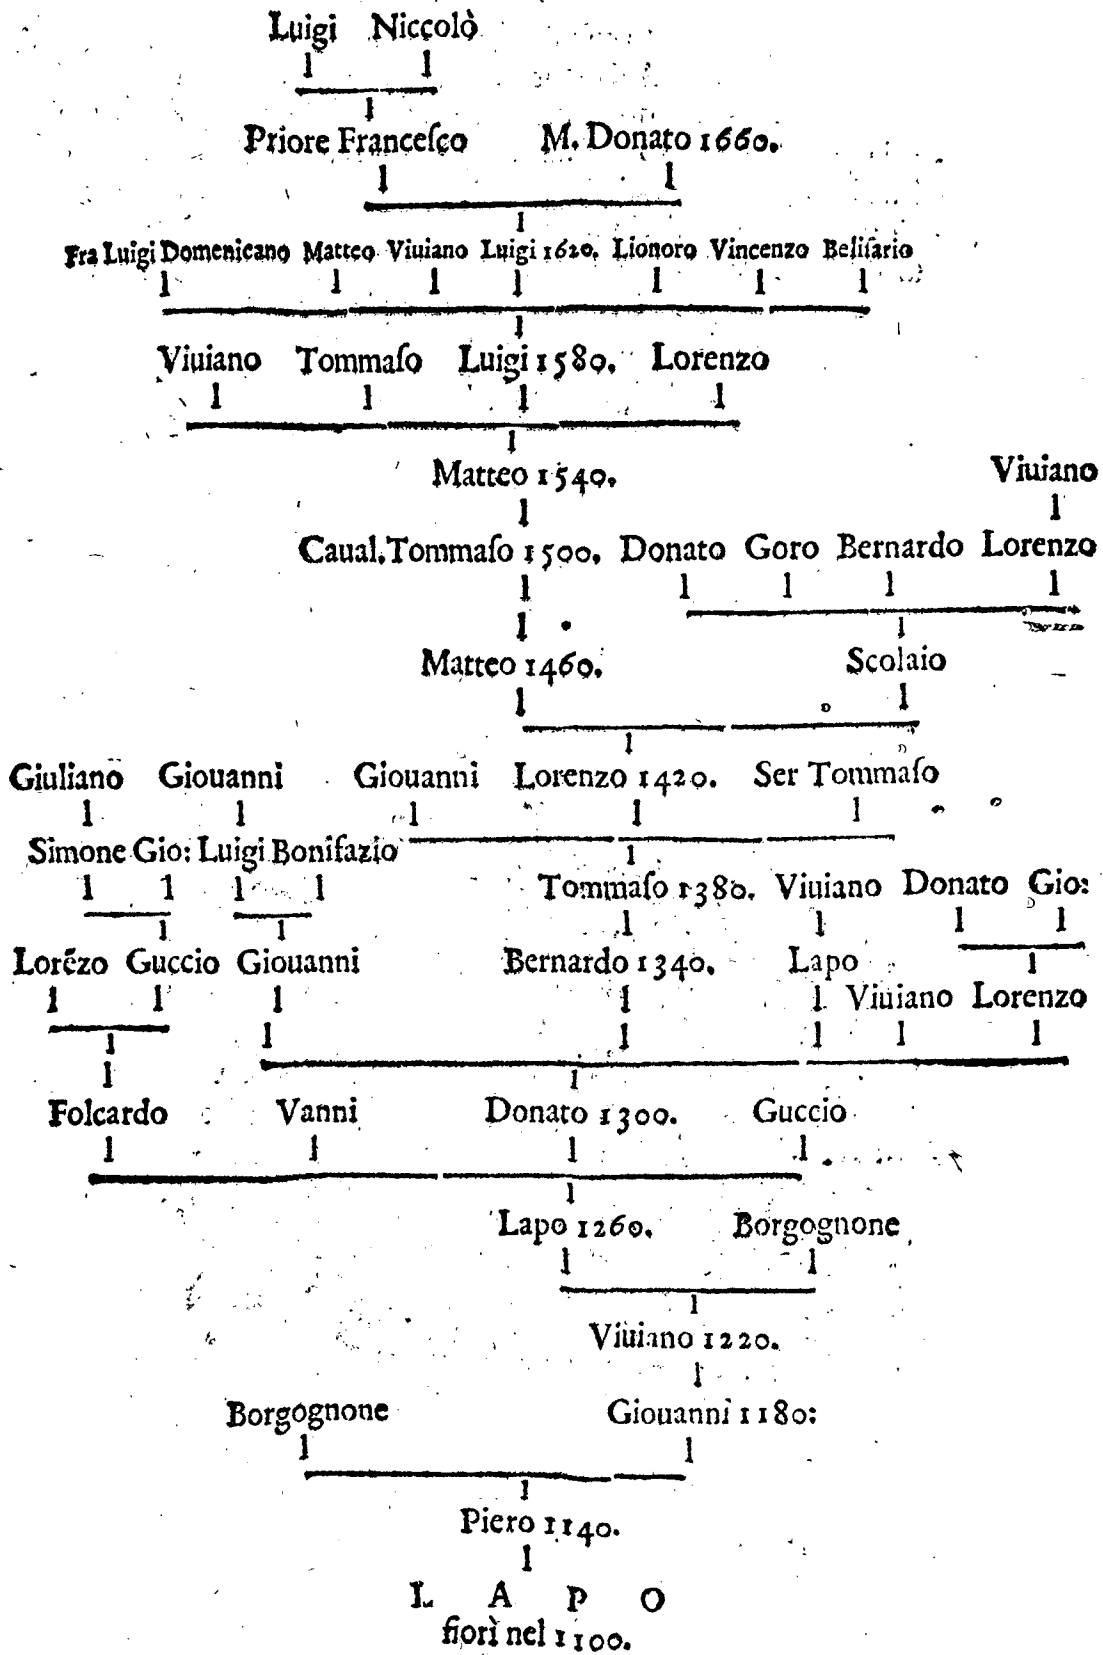 Luigi Niccolò
Priore Franceſco M. Donato 1660.
Fra Luigi Domenicano Matteo Viuiano Luigi 1620. Lionoro Vincenzo Beliſario
Viuiano Tommaſo Luigi 1580. Lorenzo
Matteo 1540. Viuiano
Caual. Tommaſo 1500. Donato Goro Bernardo Lorenzo
Matteo 1460. Scolaio
Giuliano Giouanni Giouanni Lorenzo 1420. Ser Tommaſo
Simone Gio: Luigi Bonifazio
Tommaſo 1380. Viuiano Donato Gio:
Lorēzo Guccio Giouanni Bernardo 1340. Lapo
Viuiano Lorenzo
Folcardo Vanni Donato 1300. Guccio
Lapo 1260. Borgognone
Viuiano 1220.
Borgognone Giouanni 1180:
Piero 1140.
L A P O
fiorì nel 1100.